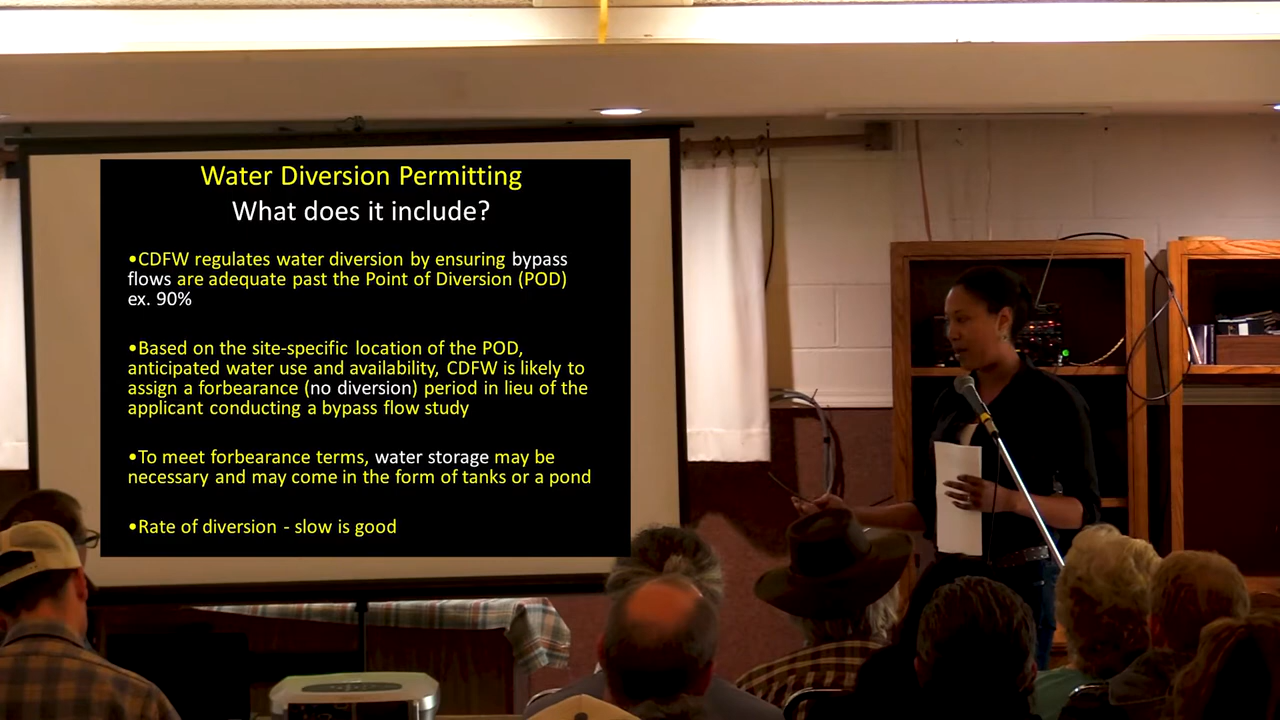 Water Diversion Permitting
What does it include?
•CDFW regulates water diversion by ensuring bypass
flows are adequate past the Point of Diversion (POD)
ex. 90%
•Based on the site-specific location of the POD,
anticipated water use and availability, CDFW is likely to
assign a forbearance (no diversion) period in lieu of the
applicant conducting a bypass flow study
•To meet forbearance terms, water storage may be
necessary and may come in the form of tanks or a pond
•Rate of diversion - slow is good